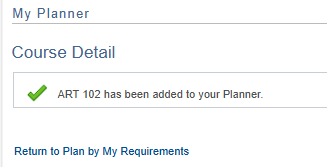 My Planner
Course Detail
ART 102 has been added to your Planner.
Return to Plan by My Requirements